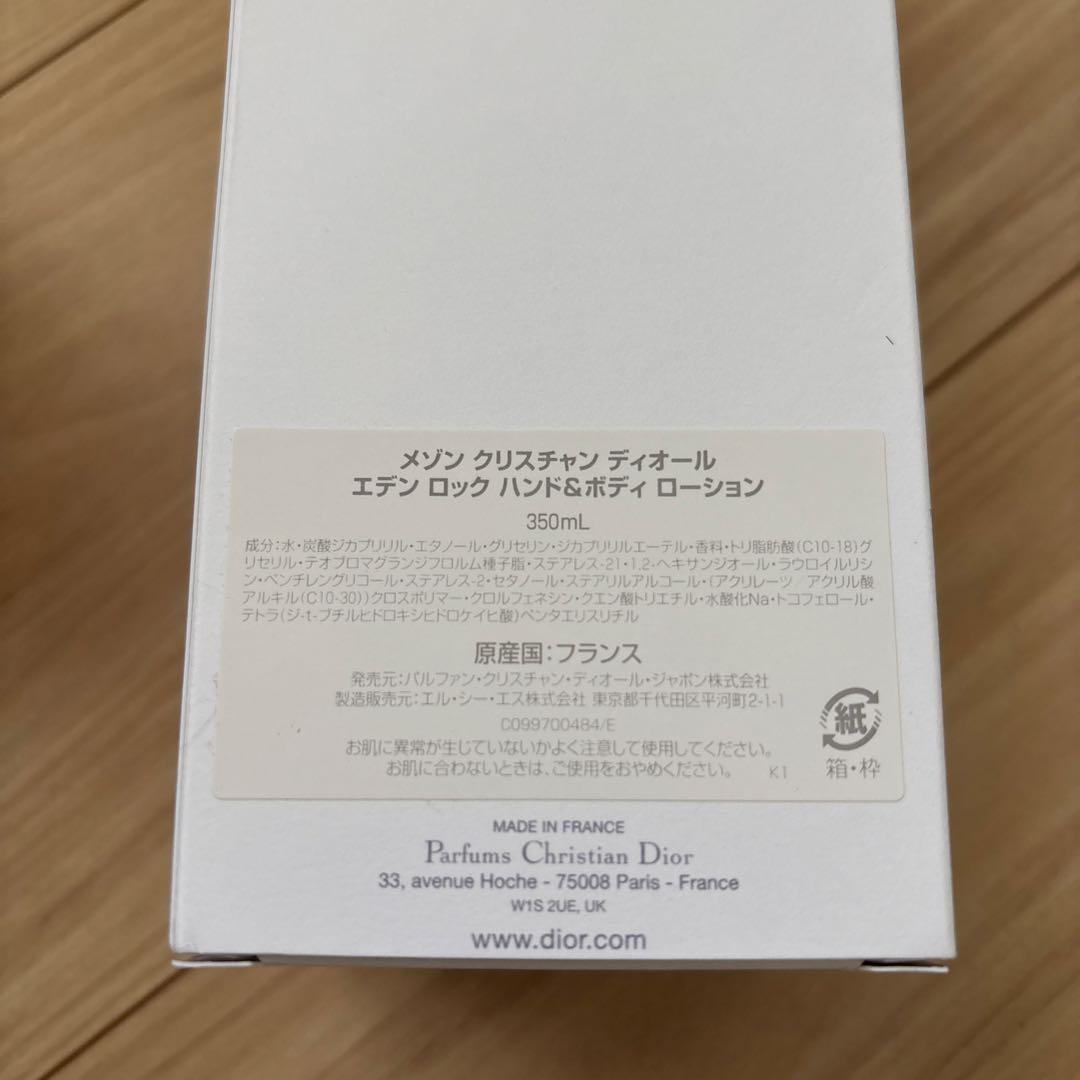 メゾン クリスチャン ディオール
エデン ロック ハンド&ボディ ローション
350mL
成分:水・炭酸ジカプリリル・エタノール・グリセリン・ジカプリリルエーテル・香料・トリ脂肪酸(C10-18)グ
リセリル・テオブロマグランジフロルム種子脂・ステアレス-21・1,2-ヘキサンジオール・ラウロイルリシ
ン・ペンチレングリコール・ステアレス-2・セタノール・ステアリルアルコール・(アクリレーツ/アクリル酸
アルキル(C10-30))クロスポリマー・クロルフェネシン・クエン酸トリエチル・水酸化Na・トコフェロール・
テトラ(ジ-t-ブチルヒドロキシヒドロケイヒ酸)ペンタエリスリチル
原産国:フランス
発売元:パルファン・クリスチャン・ディオール・ジャポン株式会社
製造販売元:エル・シー・エス株式会社 東京都千代田区平河町2-1-1
C099700484/E
お肌に異常が生じていないかよく注意して使用してください。
お肌に合わないときは、ご使用をおやめください。 K1
紙
箱・枠
MADE IN FRANCE
Parfums Christian Dior
33, avenue Hoche - 75008 Paris - France
W1S 2UE, UK
www.dior.com